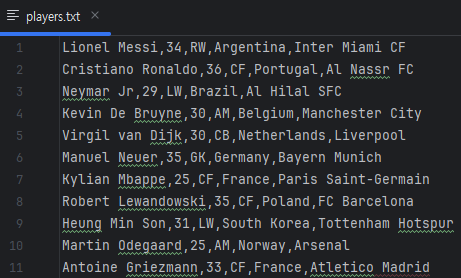 players.txt
1 Lionel Messi,34,RW,Argentina,Inter Miami CF
2 Cristiano Ronaldo,36,CF,Portugal,Al Nassr FC
3 Neymar Jr,29,LW,Brazil,Al Hilal SFC
4 Kevin De Bruyne,30,AM,Belgium,Manchester City
5 Virgil van Dijk,30,CB,Netherlands,Liverpool
6 Manuel Neuer,35,GK,Germany,Bayern Munich
7 Kylian Mbappe,25,CF,France,Paris Saint-Germain
8 Robert Lewandowski,35,CF,Poland,FC Barcelona
9 Heung Min Son,31,LW,South Korea,Tottenham Hotspur
10 Martin Odegaard,25,AM,Norway,Arsenal
11 Antoine Griezmann,33,CF,France,Atletico Madrid